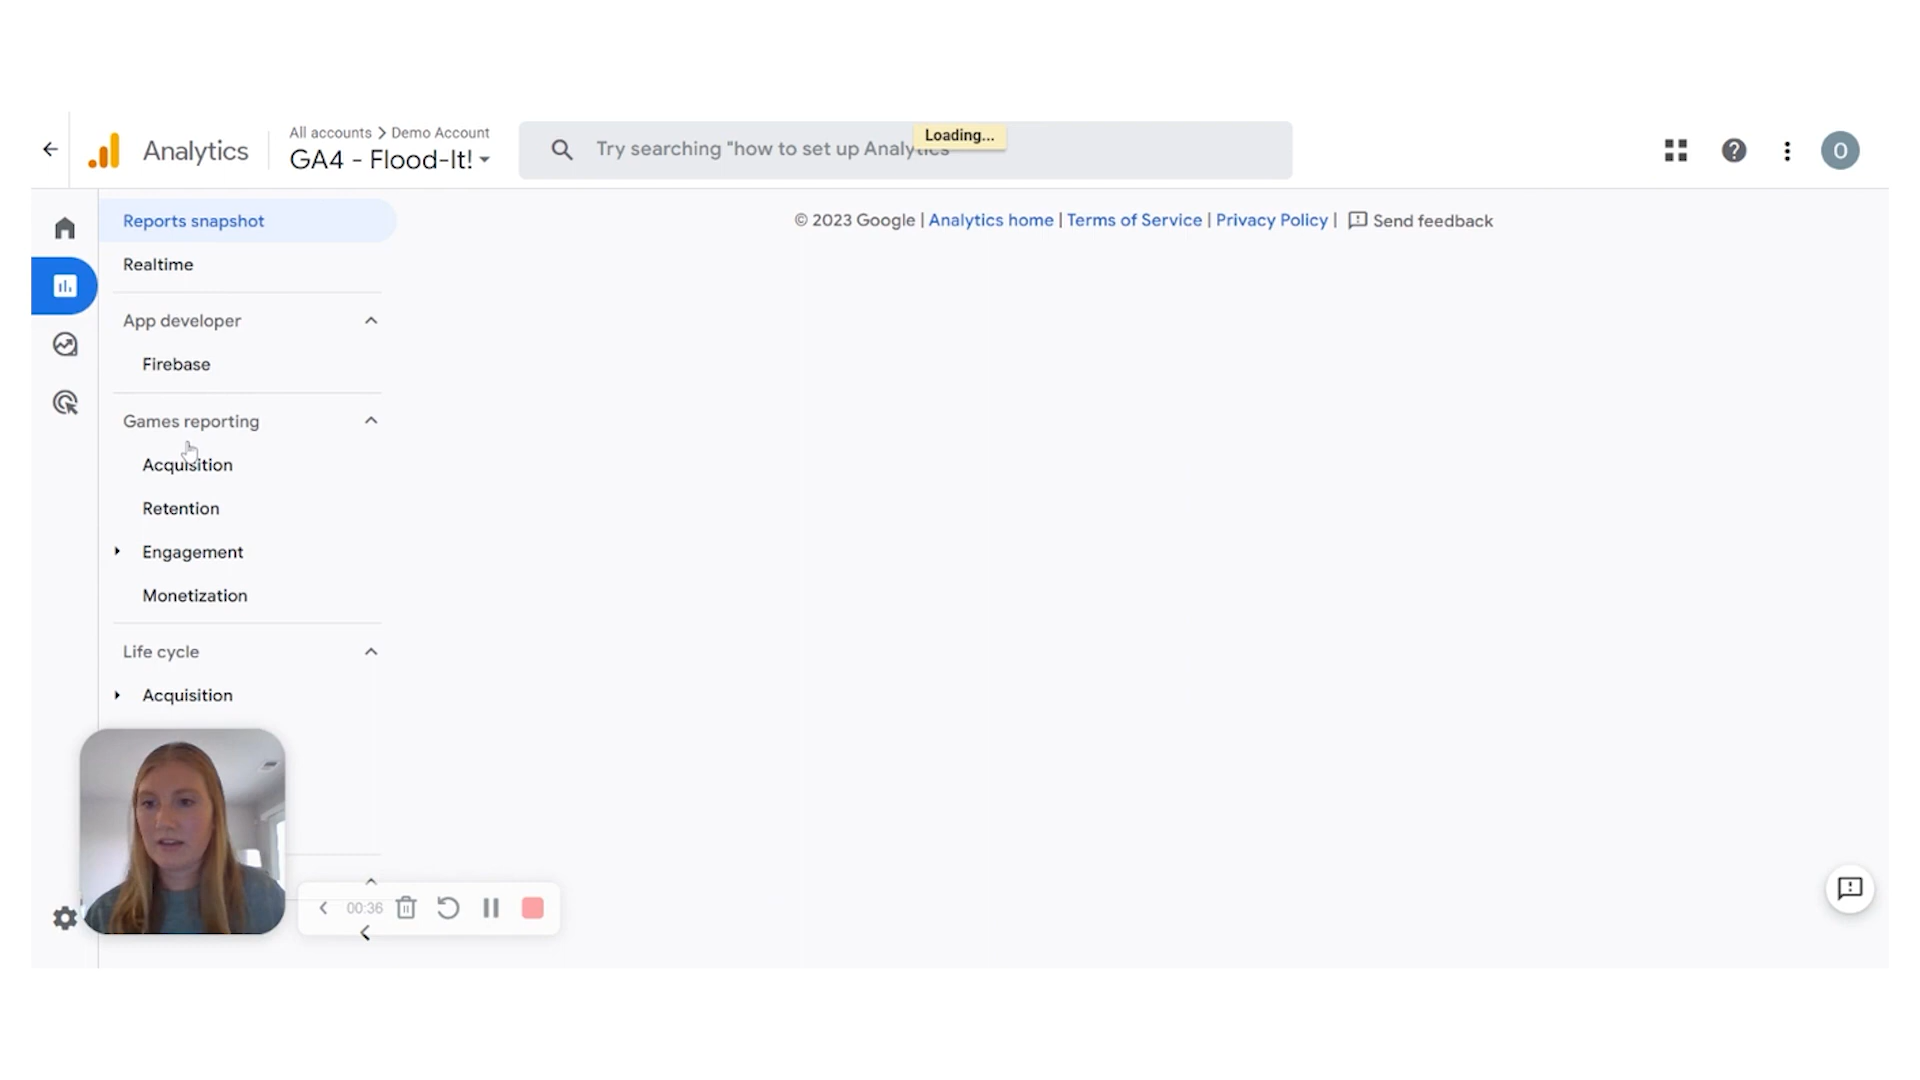 Analytics
All accounts > Demo Account
GA4 - Flood-It!
Try searching "how to set up Analytics
Loading...
O
Reports snapshot
© 2023 Google | Analytics home | Terms of Service | Privacy Policy | Send feedback
Realtime
App developer
Firebase
Games reporting
Acquisition
Retention
Engagement
Monetization
Life cycle
Acquisition
00:36